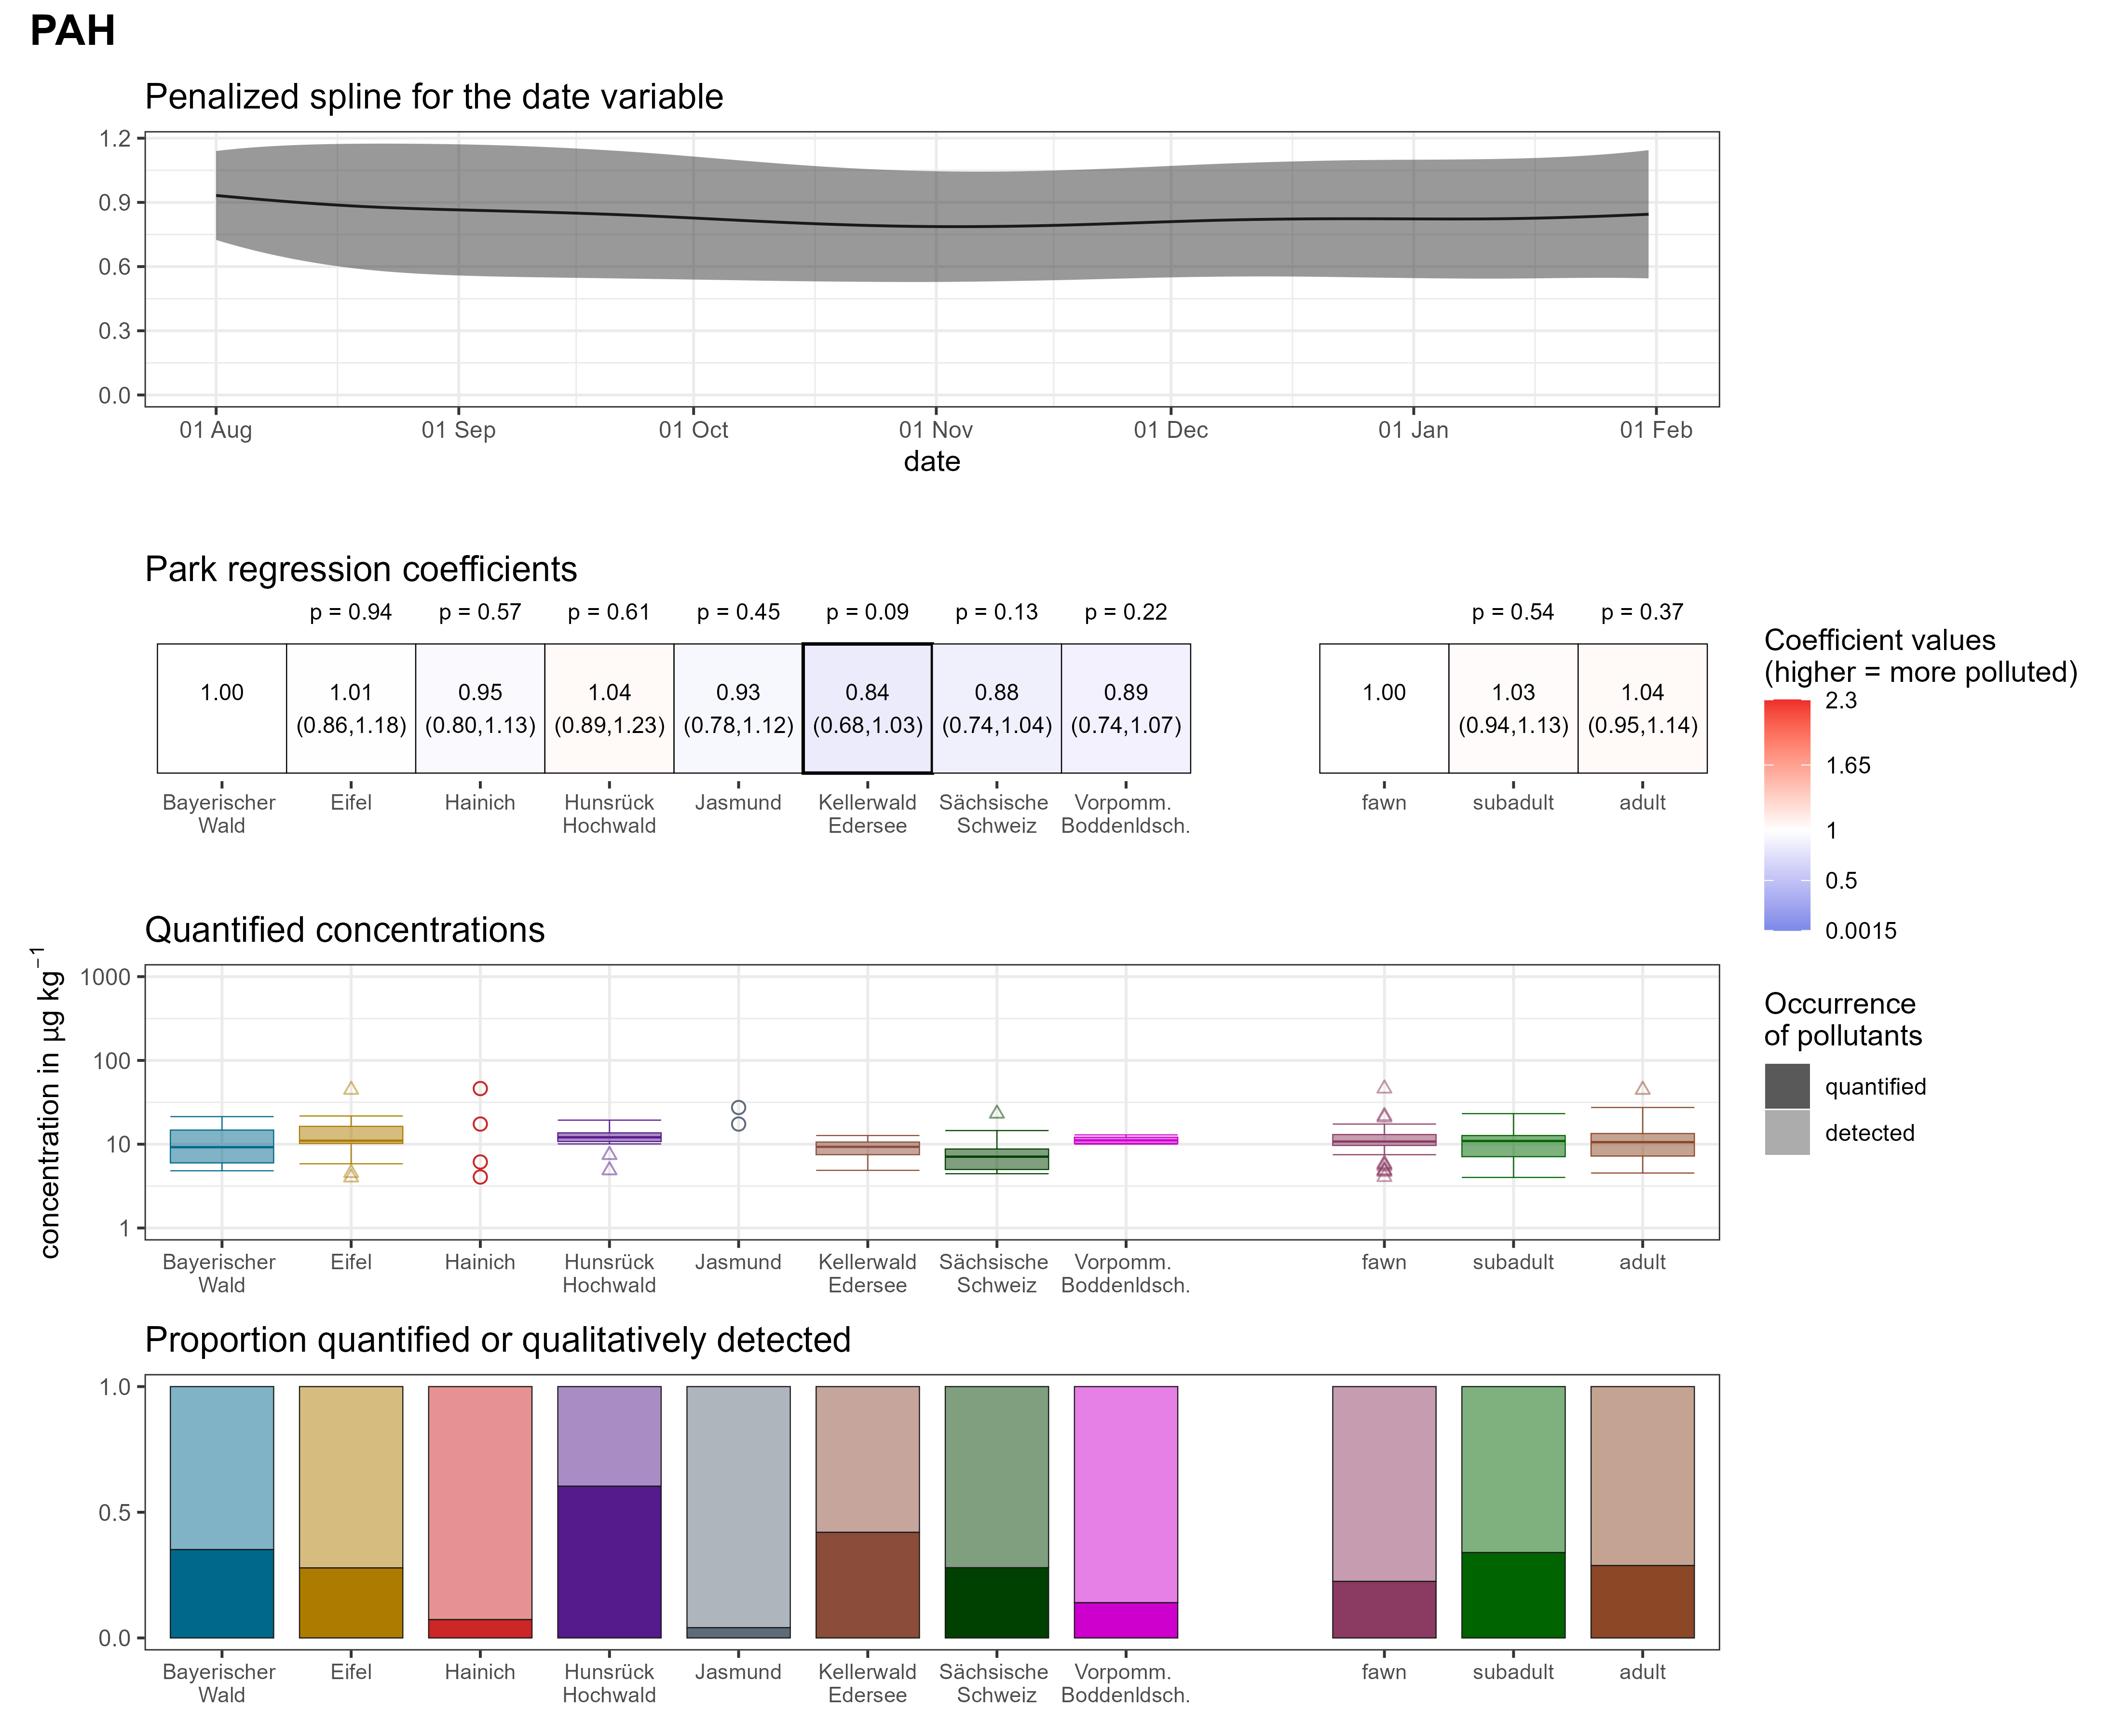 PAH
Penalized spline for the date variable
1.2
0.9
0.6
0.3
0.0
01 Aug 01 Sep 01 Oct 01 Nov 01 Dec 01 Jan 01 Feb
date
Park regression coefficients
p = 0.94 p = 0.57 p = 0.61 p = 0.45 p = 0.09 p = 0.13 p = 0.22 p = 0.54 p = 0.37
1.00 1.01 0.95 1.04 0.93 0.84 0.88 0.89 1.00 1.03 1.04
(0.86,1.18) (0.80,1.13) (0.89,1.23) (0.78,1.12) (0.68,1.03) (0.74,1.04) (0.74,1.07) (0.94,1.13) (0.95,1.14)
Bayerischer Eifel Hainich Hunsrück Jasmund Kellerwald Sächsische Vorpomm. fawn subadult adult
Wald Hochwald Edersee Schweiz Boddenldsch.
Coefficient values
(higher = more polluted)
2.3
1.65
1
0.5
0.0015
Quantified concentrations
concentration in µg kg⁻¹
1000
100
10
1
Bayerischer Eifel Hainich Hunsrück Jasmund Kellerwald Sächsische Vorpomm. fawn subadult adult
Wald Hochwald Edersee Schweiz Boddenldsch.
Occurrence
of pollutants
quantified
detected
Proportion quantified or qualitatively detected
1.0
0.5
0.0
Bayerischer Eifel Hainich Hunsrück Jasmund Kellerwald Sächsische Vorpomm. fawn subadult adult
Wald Hochwald Edersee Schweiz Boddenldsch.